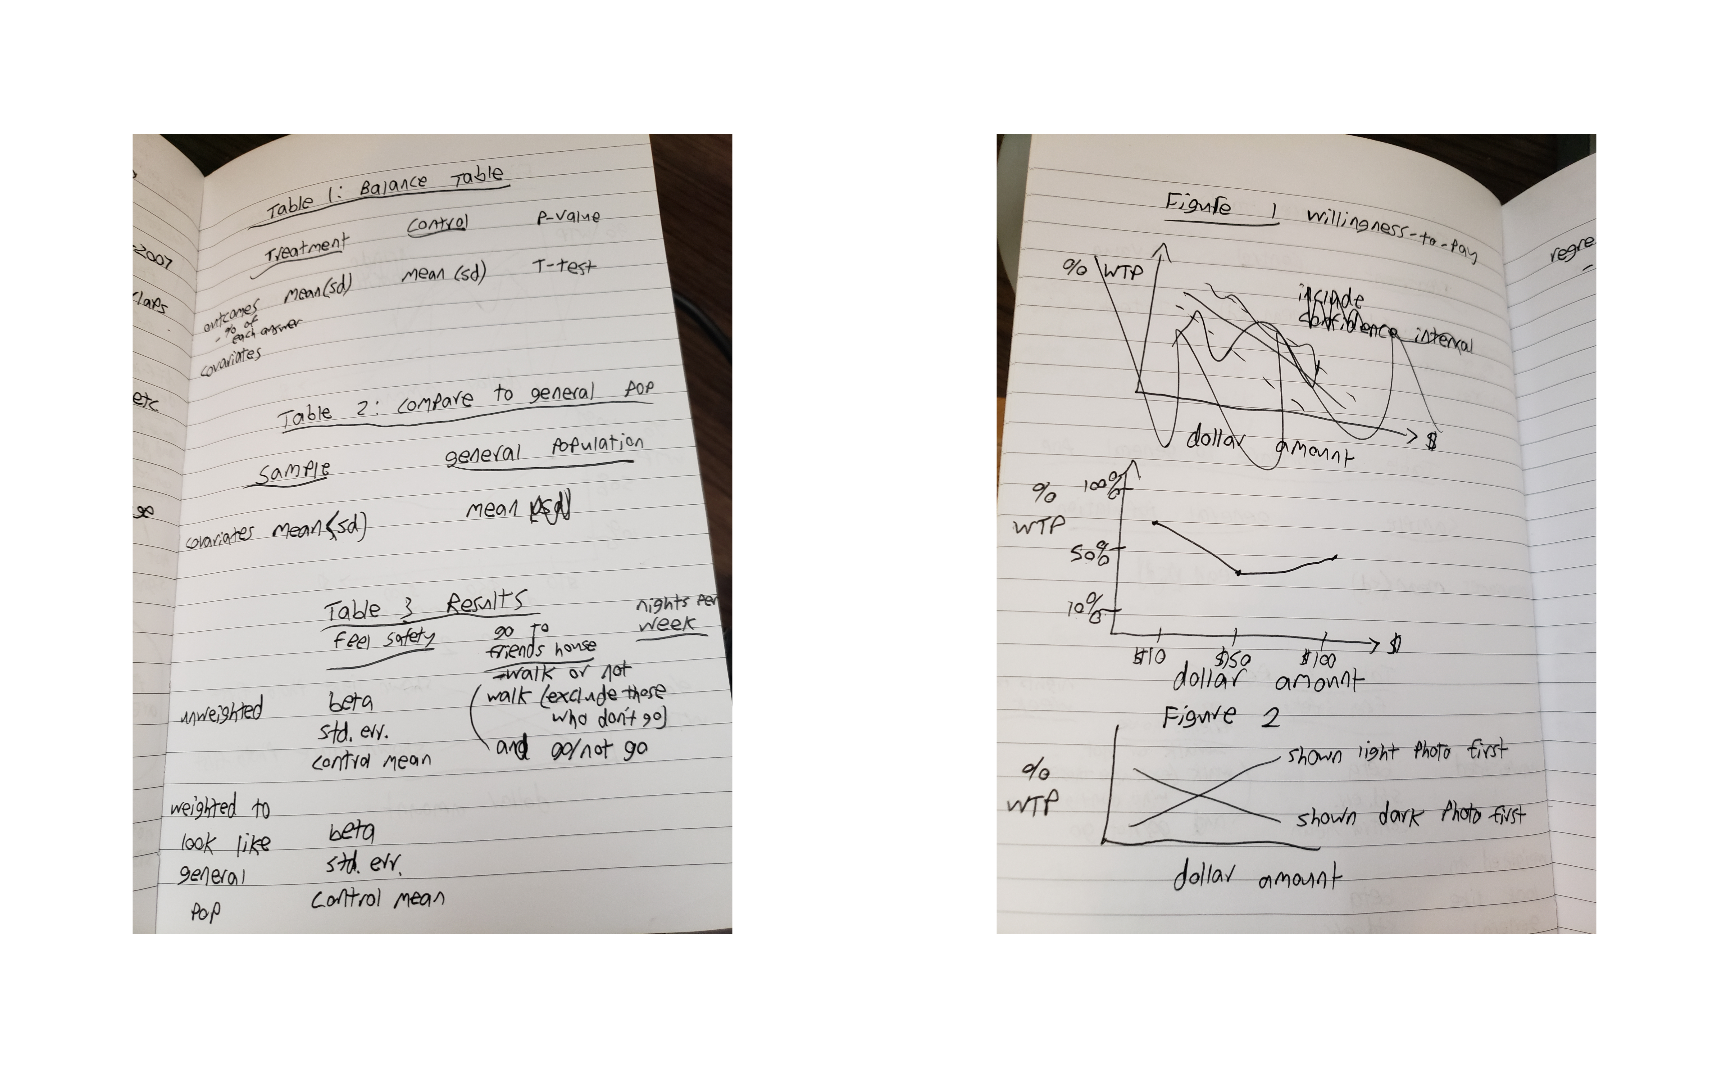 Table 1: Balance Table
Treatment Control P-value
mean(sd) mean (sd) T-test
outcomes
- % of
each answer
covariates
Table 2: compare to general pop
Sample general population
covariates mean(sd) mean
Table 3 Results
feel safety go to friends house nights per week
walk or not
walk (exclude those
who don't go)
and go/not go
unweighted beta
std. err.
control mean
weighted to
look like beta
general std. err.
pop control mean
-2007
claps
etc
ge
Figure 1 willingness-to-pay
% WTP
include
confidence interval
$
dollar amount
regre
% WTP
100%
50%
10%
$10 $50 $100 $
dollar amount
Figure 2
% WTP
shown light photo first
shown dark photo first
dollar amount